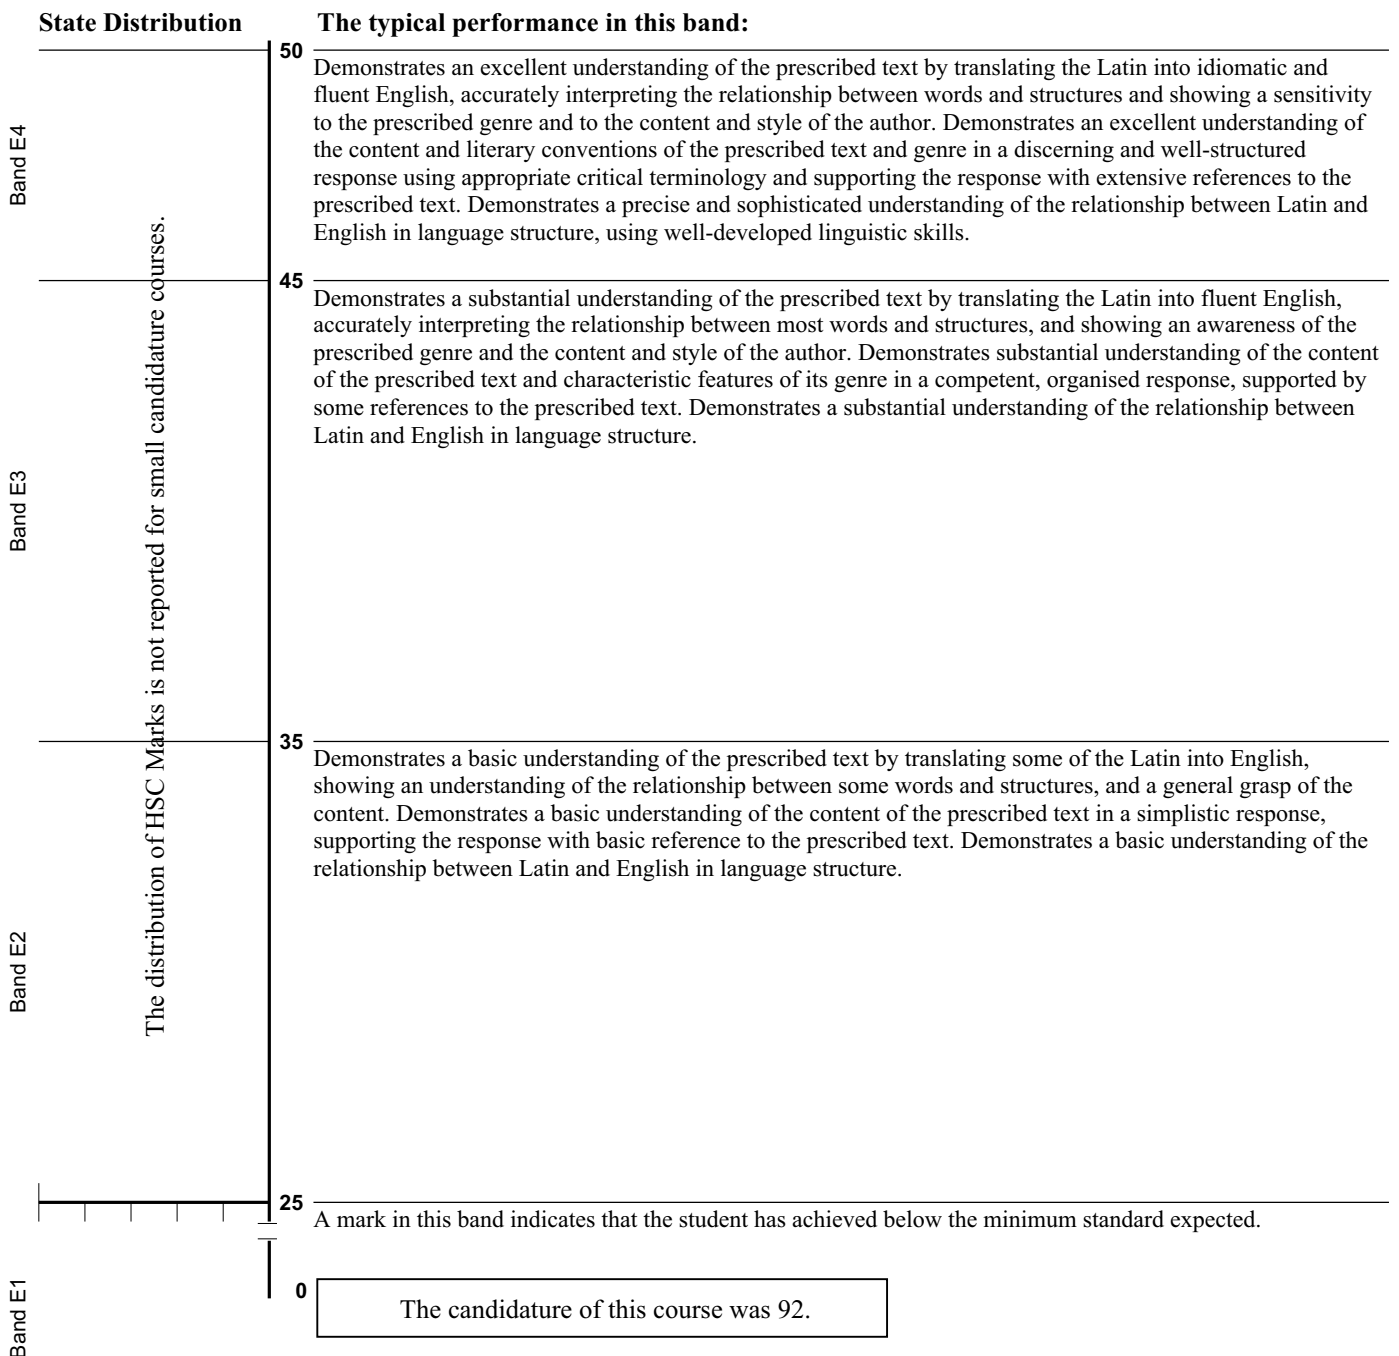 State Distribution
The typical performance in this band:
50
Demonstrates an excellent understanding of the prescribed text by translating the Latin into idiomatic and
fluent English, accurately interpreting the relationship between words and structures and showing a sensitivity
to the prescribed genre and to the content and style of the author. Demonstrates an excellent understanding of
the content and literary conventions of the prescribed text and genre in a discerning and well-structured
response using appropriate critical terminology and supporting the response with extensive references to the
prescribed text. Demonstrates a precise and sophisticated understanding of the relationship between Latin and
English in language structure, using well-developed linguistic skills.
Band E4
45
Demonstrates a substantial understanding of the prescribed text by translating the Latin into fluent English,
accurately interpreting the relationship between most words and structures, and showing an awareness of the
prescribed genre and the content and style of the author. Demonstrates substantial understanding of the content
of the prescribed text and characteristic features of its genre in a competent, organised response, supported by
some references to the prescribed text. Demonstrates a substantial understanding of the relationship between
Latin and English in language structure.
Band E3
The distribution of HSC Marks is not reported for small candidature courses.
35
Demonstrates a basic understanding of the prescribed text by translating some of the Latin into English,
showing an understanding of the relationship between some words and structures, and a general grasp of the
content. Demonstrates a basic understanding of the content of the prescribed text in a simplistic response,
supporting the response with basic reference to the prescribed text. Demonstrates a basic understanding of the
relationship between Latin and English in language structure.
Band E2
25
A mark in this band indicates that the student has achieved below the minimum standard expected.
0
Band E1
The candidature of this course was 92.